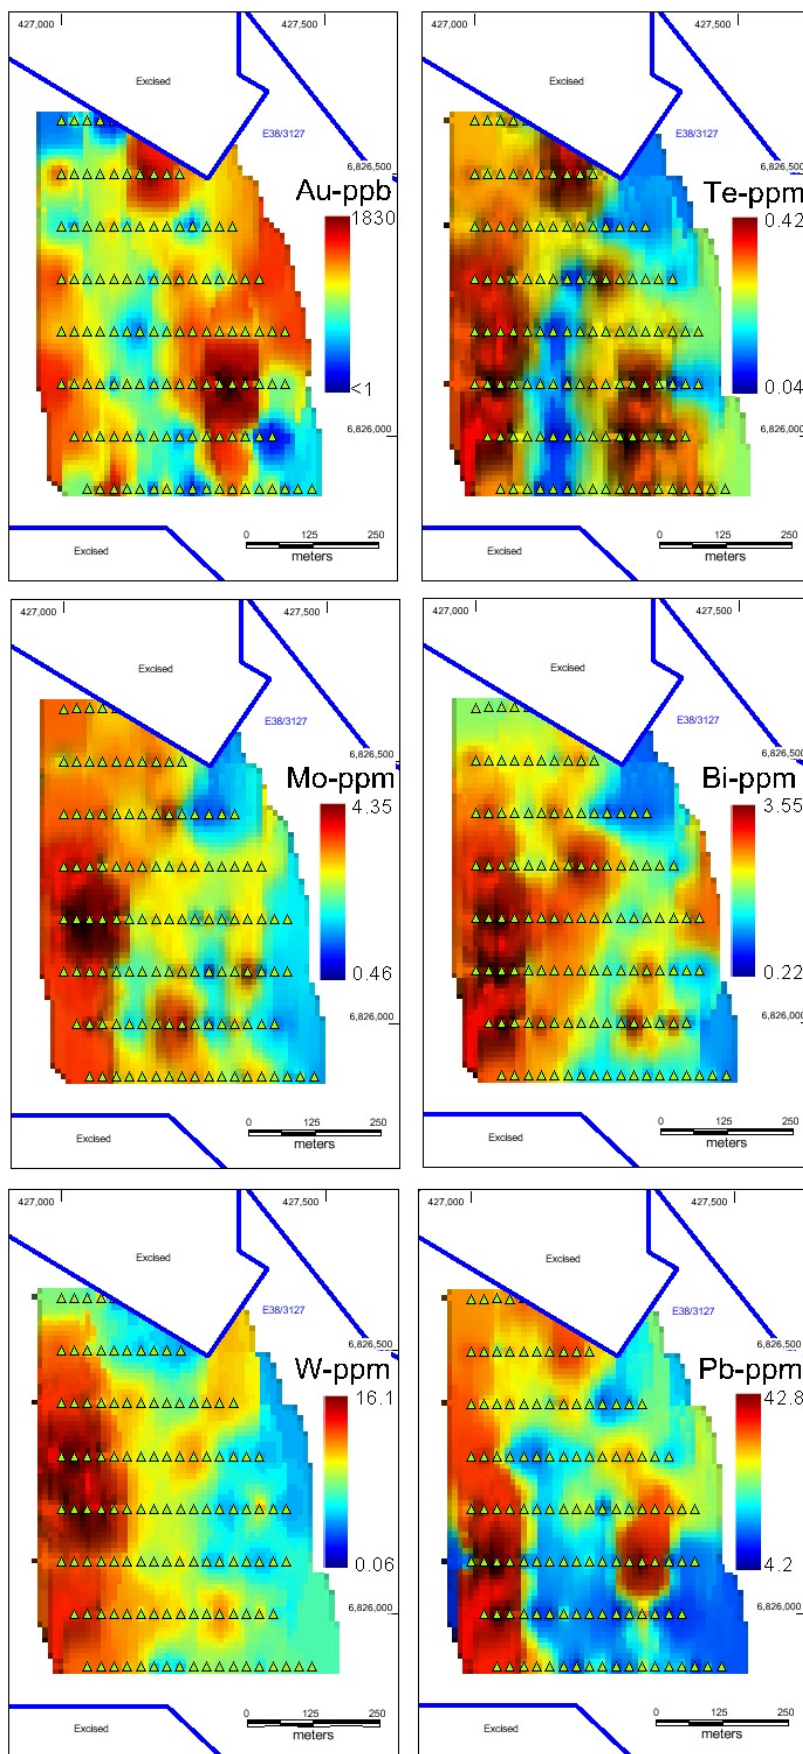 427,000
427,500
Excised
E38/3127
6,826,500
Au-ppb
1830
<1
6,826,000
0 125 250
meters
Excised
427,000
427,500
Excised
E38/3127
6,826,500
Te-ppm
0.42
0.04
6,826,000
0 125 250
meters
Excised
427,000
427,500
Excised
E38/3127
6,826,500
Mo-ppm
4.35
0.46
6,826,000
0 125 250
meters
Excised
427,000
427,500
Excised
E38/3127
6,826,500
Bi-ppm
3.55
0.22
6,826,000
0 125 250
meters
Excised
427,000
427,500
Excised
E38/3127
6,826,500
W-ppm
16.1
0.06
6,826,000
0 125 250
meters
Excised
427,000
427,500
Excised
E38/3127
6,826,500
Pb-ppm
42.8
4.2
6,826,000
0 125 250
meters
Excised